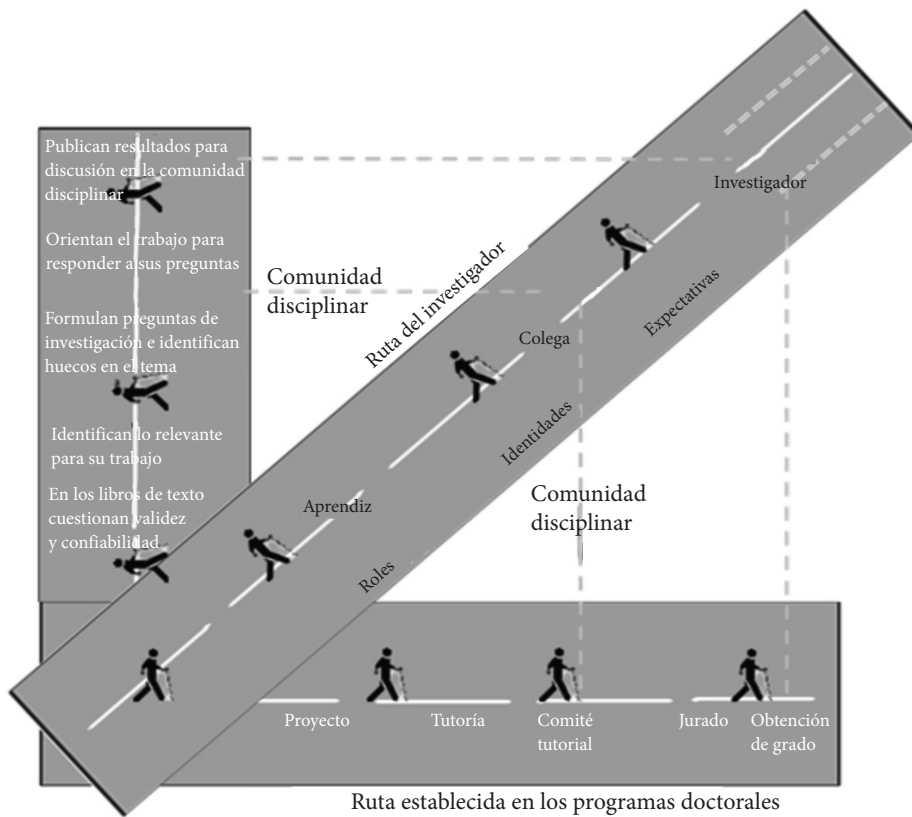 Publican resultados para
discusión en la comunidad
disciplinar
Orientan el trabajo para
responder a sus preguntas
Formulan preguntas de
investigación e identifican
huecos en el tema
Identifican lo relevante
para su trabajo
En los libros de texto
cuestionan validez
y confiabilidad
Comunidad
disciplinar
Ruta del investigador
Investigador
Colega
Aprendiz
Expectativas
Identidades
Roles
Comunidad
disciplinar
Proyecto
Tutoría
Comité
tutorial
Jurado
Obtención
de grado
Ruta establecida en los programas doctorales